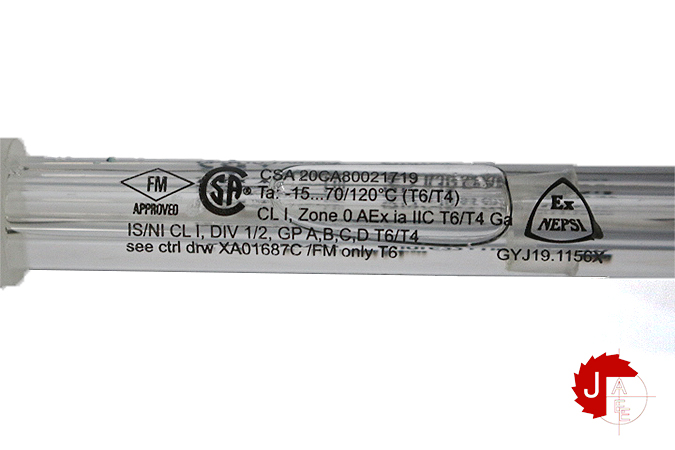 FM
APPROVED
CSA
CSA 20CA80021719
Ta: -15...70/120°C (T6/T4)
CL I, Zone 0 AEx ia IIC T6/T4 Ga
IS/NI CL I, DIV 1/2, GP A,B,C,D T6/T4
see ctrl drw XA01687C /FM only T6
Ex
NEPSI
GYJ19.1156X
J